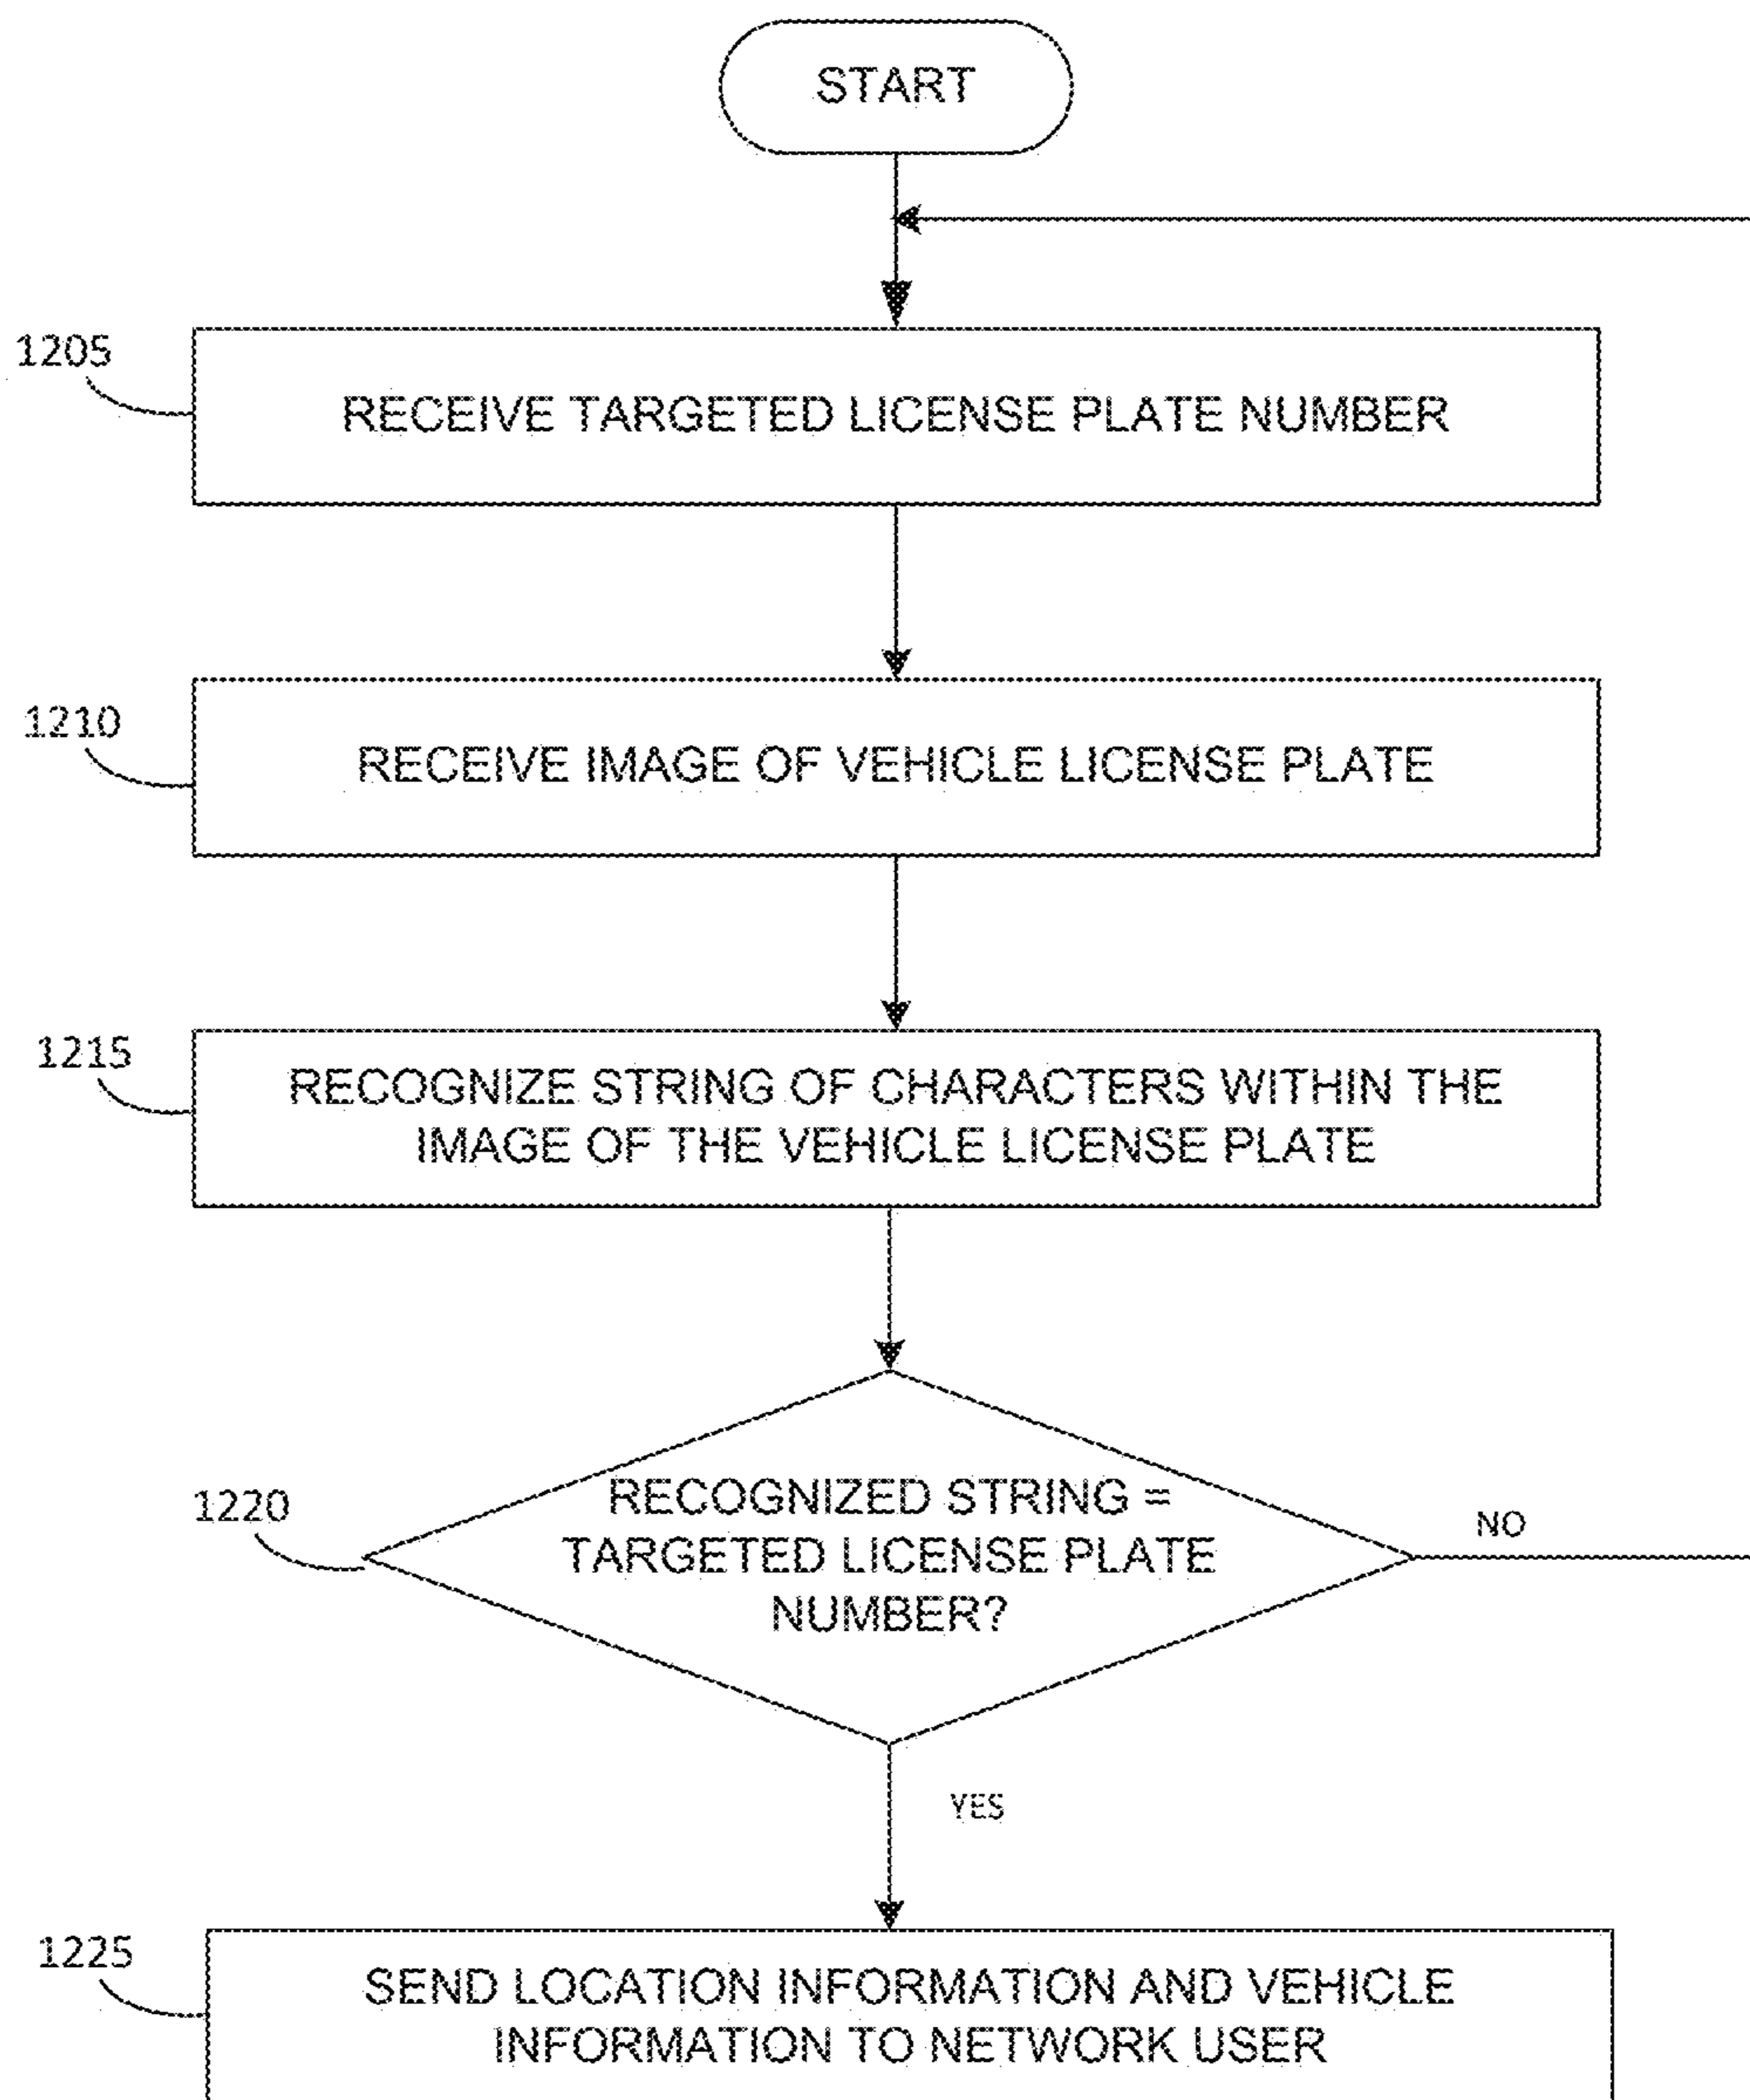 START
1205
RECEIVE TARGETED LICENSE PLATE NUMBER
1210
RECEIVE IMAGE OF VEHICLE LICENSE PLATE
1215
RECOGNIZE STRING OF CHARACTERS WITHIN THE
IMAGE OF THE VEHICLE LICENSE PLATE
1220
RECOGNIZED STRING =
TARGETED LICENSE PLATE
NUMBER?
NO
YES
1225
SEND LOCATION INFORMATION AND VEHICLE
INFORMATION TO NETWORK USER